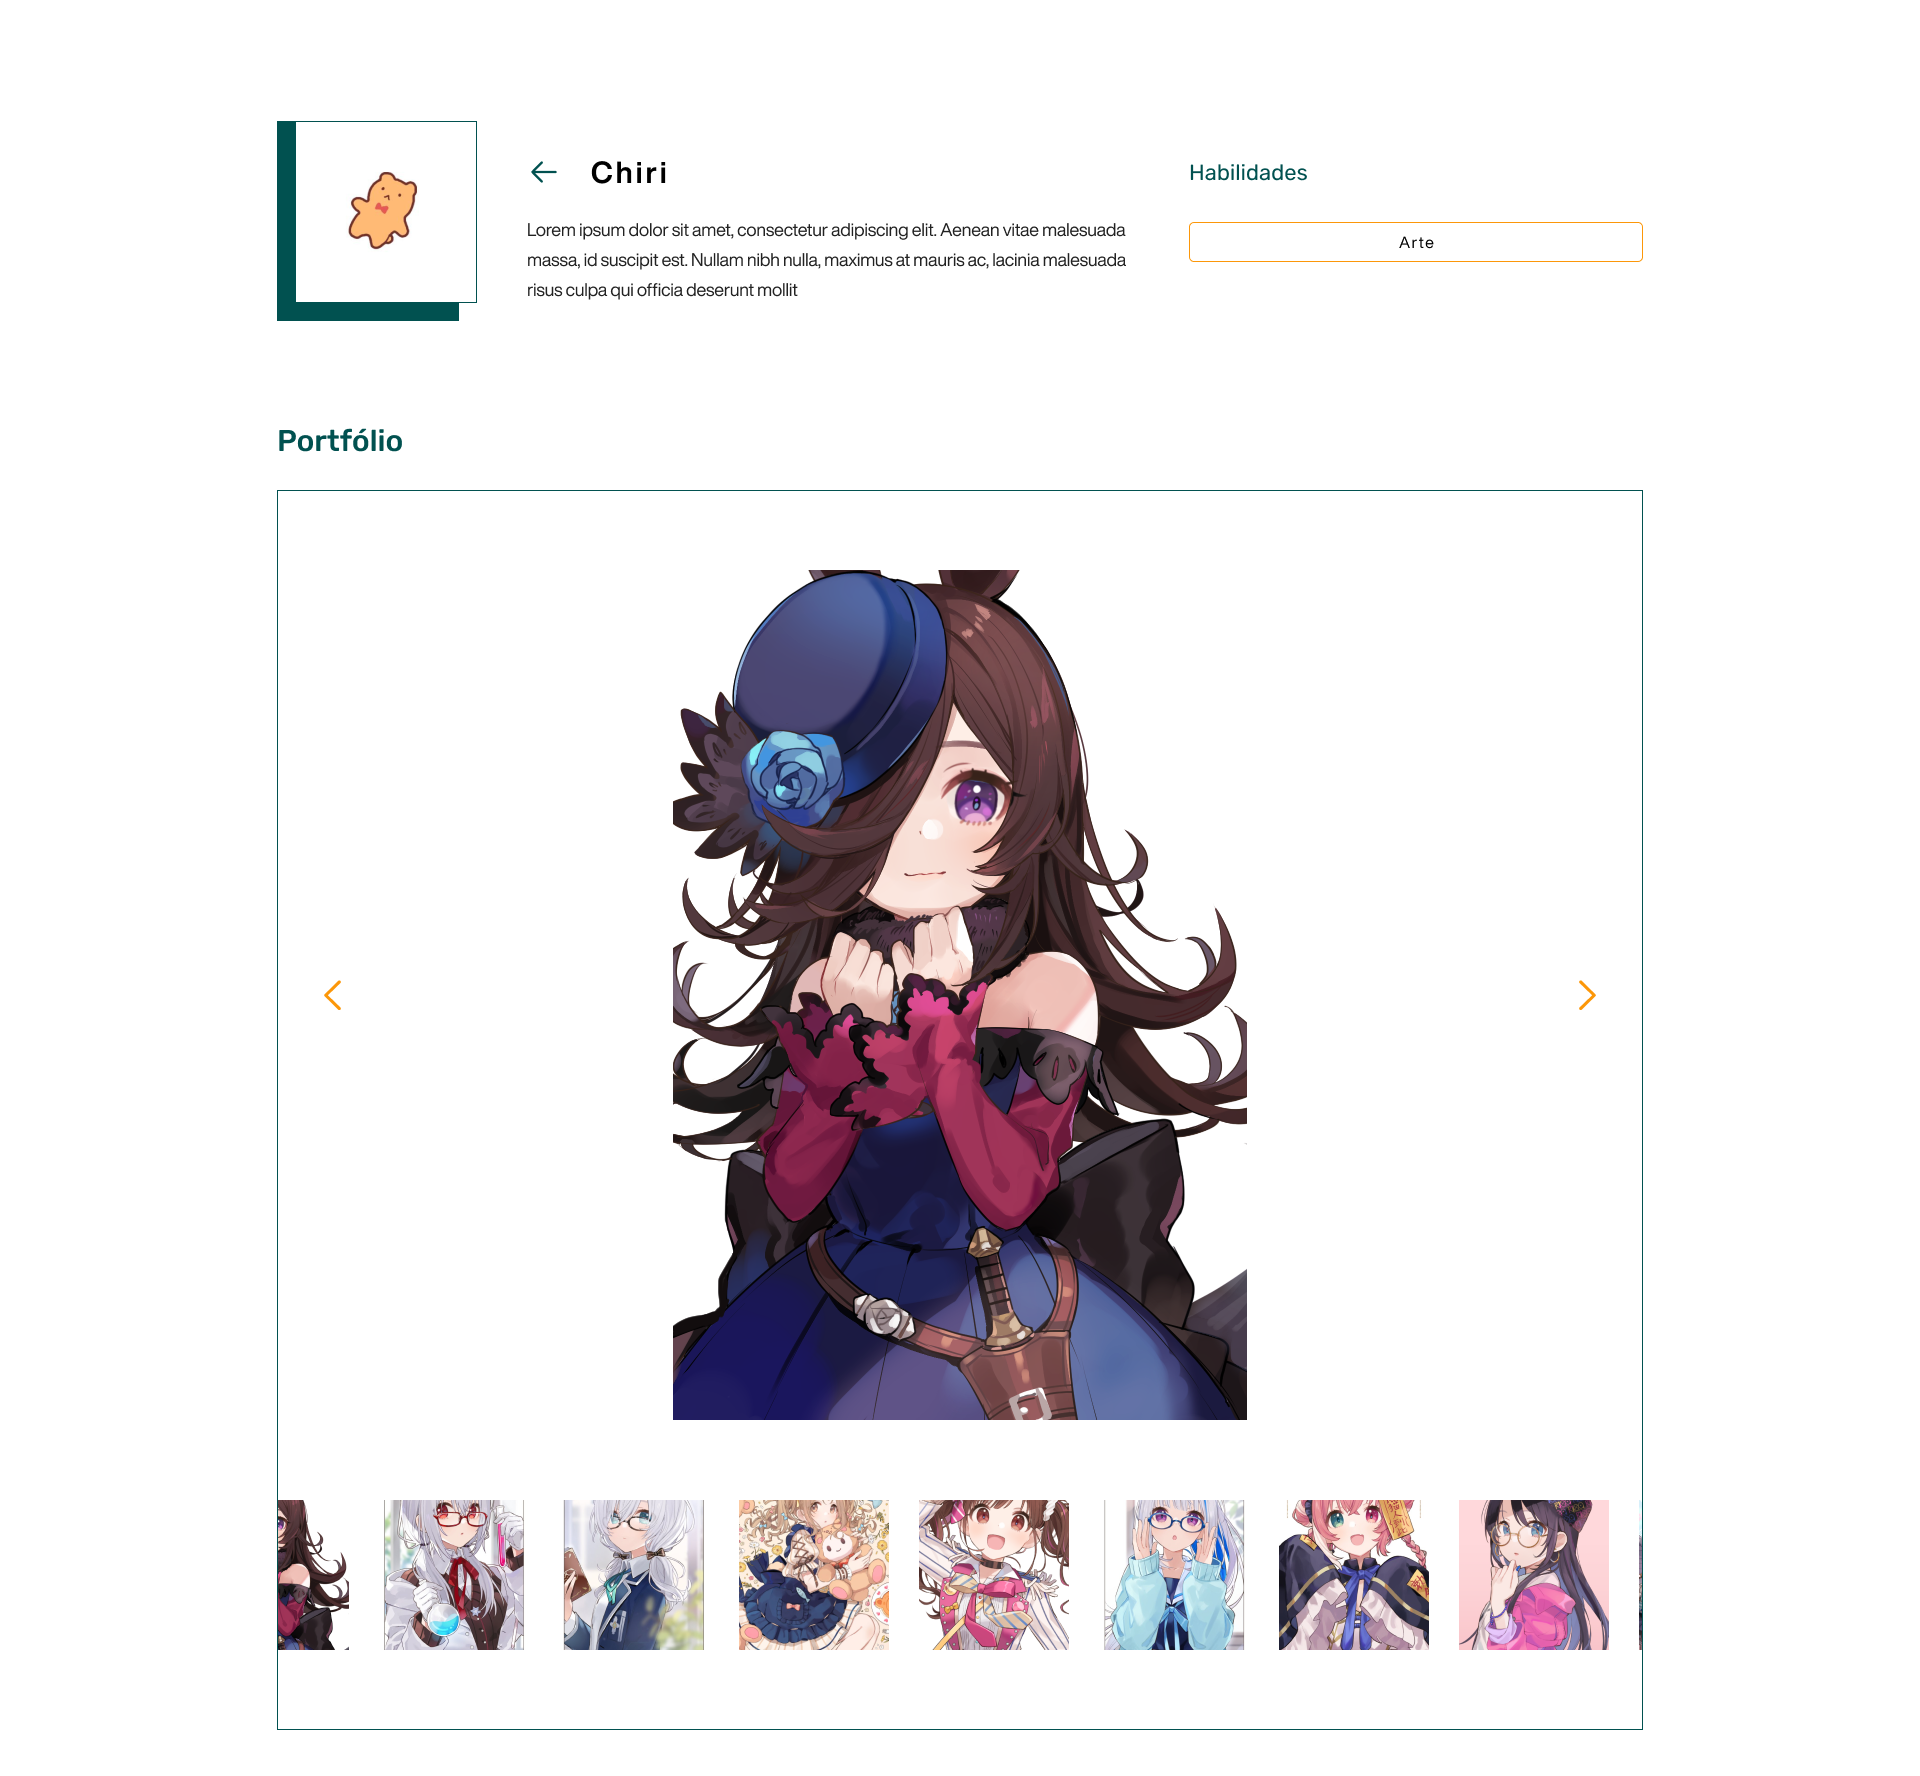 Chiri
Lorem ipsum dolor sit amet, consectetur adipiscing elit. Aenean vitae malesuada
massa, id suscipit est. Nullam nibh nulla, maximus at mauris ac, lacinia malesuada
risus culpa qui officia deserunt mollit
Habilidades
Arte
Portfólio